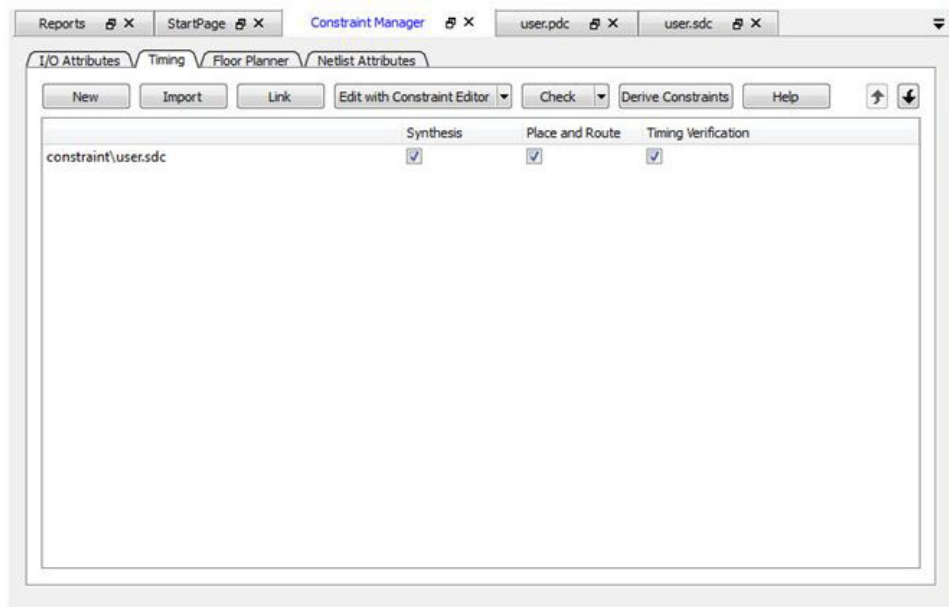 Reports StartPage Constraint Manager user.pdc user.sdc
I/O Attributes Timing Floor Planner Netlist Attributes
New Import Link Edit with Constraint Editor Check Derive Constraints Help
Synthesis Place and Route Timing Verification
constraint\user.sdc